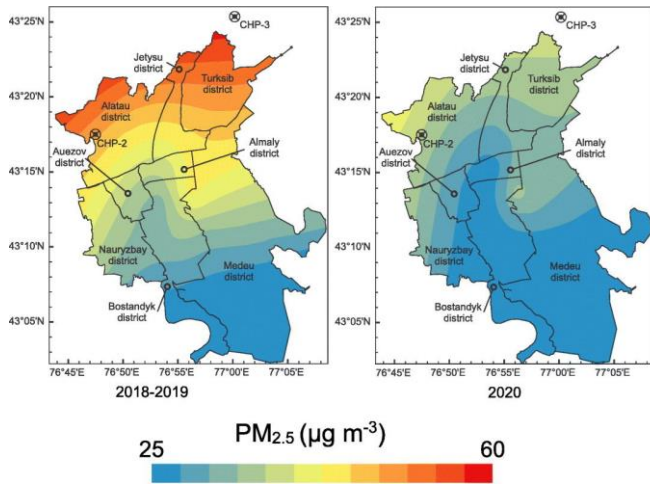 43°25'N
43°20'N
43°15'N
43°10'N
43°05'N
CHP-3
Jetysu
district
Turksib
district
Alatau
district
CHP-2
Auezov
district
Almaly
district
Nauryzbay
district
Medeu
district
Bostandyk
district
76°45'E
76°50'E
76°55'E
77°00'E
77°05'E
2018-2019
43°25'N
43°20'N
43°15'N
43°10'N
43°05'N
CHP-3
Jetysu
district
Turksib
district
Alatau
district
CHP-2
Auezov
district
Almaly
district
Nauryzbay
district
Medeu
district
Bostandyk
district
76°45'E
76°50'E
76°55'E
77°00'E
77°05'E
2020
PM2.5 (µg m-3)
25
60